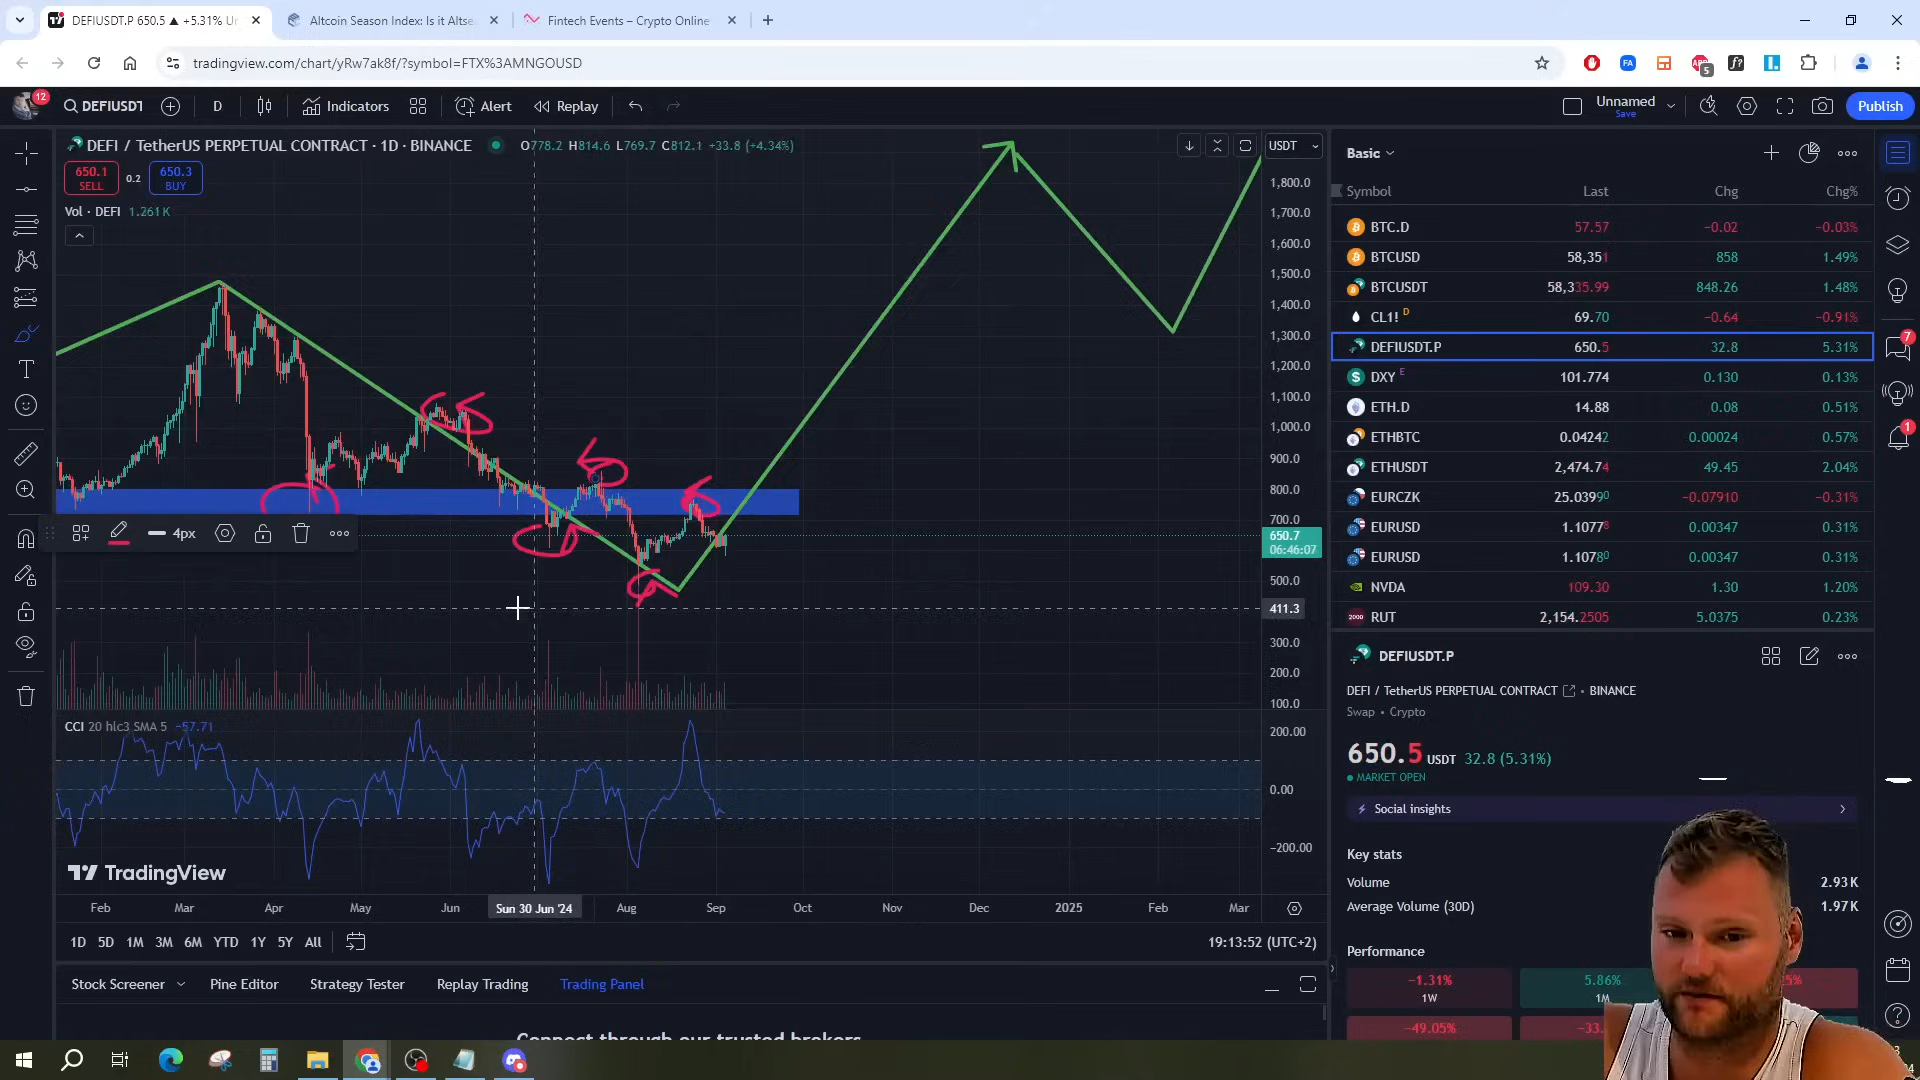 DEFIUSDT.P 650.5 ▲ +5.31% Un
Altcoin Season Index: Is it Altse
Fintech Events – Crypto Online
tradingview.com/chart/yRw7ak8f/?symbol=FTX%3AMNGOUSD
5
12
DEFIUSDT
D
Indicators
Alert
Replay
Unnamed
Save
Publish
DEFI / TetherUS PERPETUAL CONTRACT · 1D · BINANCE
O778.2 H814.6 L769.7 C812.1 +33.8 (+4.34%)
USDT
650.1
SELL
0.2
650.3
BUY
Vol · DEFI 1.261K
1,800.0
1,700.0
1,600.0
1,500.0
1,400.0
1,300.0
1,200.0
1,100.0
1,000.0
900.0
800.0
700.0
650.7
06:46:07
500.0
411.3
300.0
200.0
100.0
4px
CCI 20 hlc3 SMA 5 −57.71
200.00
0.00
−200.00
TradingView
Feb
Mar
Apr
May
Jun
Sun 30 Jun '24
Aug
Sep
Oct
Nov
Dec
2025
Feb
Mar
1D 5D 1M 3M 6M YTD 1Y 5Y All
19:13:52 (UTC+2)
Stock Screener
Pine Editor
Strategy Tester
Replay Trading
Trading Panel
Connect through our trusted brokers
Basic
Symbol Last Chg Chg%
BTC.D 57.57 −0.02 −0.03%
BTCUSD 58,351 858 1.49%
BTCUSDT 58,335.99 848.26 1.48%
CL1! D 69.70 −0.64 −0.91%
DEFIUSDT.P 650.5 32.8 5.31%
DXY E 101.774 0.130 0.13%
ETH.D 14.88 0.08 0.51%
ETHBTC 0.04242 0.00024 0.57%
ETHUSDT 2,474.74 49.45 2.04%
EURCZK 25.03990 −0.07910 −0.31%
EURUSD 1.10778 0.00347 0.31%
EURUSD 1.10780 0.00347 0.31%
NVDA 109.30 1.30 1.20%
RUT 2,154.2505 5.0375 0.23%
7
1
DEFIUSDT.P
DEFI / TetherUS PERPETUAL CONTRACT • BINANCE
Swap • Crypto
650.5 USDT 32.8 (5.31%)
MARKET OPEN
Social insights
Key stats
Volume 2.93K
Average Volume (30D) 1.97K
Performance
−1.31%
1W
5.86%
1M
5%
−49.05%
−33.